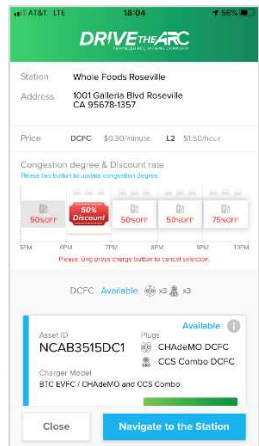 AT&T LTE 18:04 56%
DRIVE THE ARC
Station Whole Foods Roseville
Address 1001 Galleria Blvd Roseville
CA 95678-1357
Price DCFC $0.30/minute L2 $1.50/hour
Congestion degree & Discount rate
Please tap button to update congestion degree.
50%OFF 50% Discount 50%OFF 50%OFF 75%OFF
5PM 6PM 7PM 8PM 9PM 10PM
Please long press charge button to cancel selection.
DCFC Available x3 x3
Available
Asset ID Plugs
NCAB3515DC1 CHAdeMO DCFC
CCS Combo DCFC
Charger Model
BTC EVFC / CHAdeMO and CCS Combo
Close Navigate to the Station